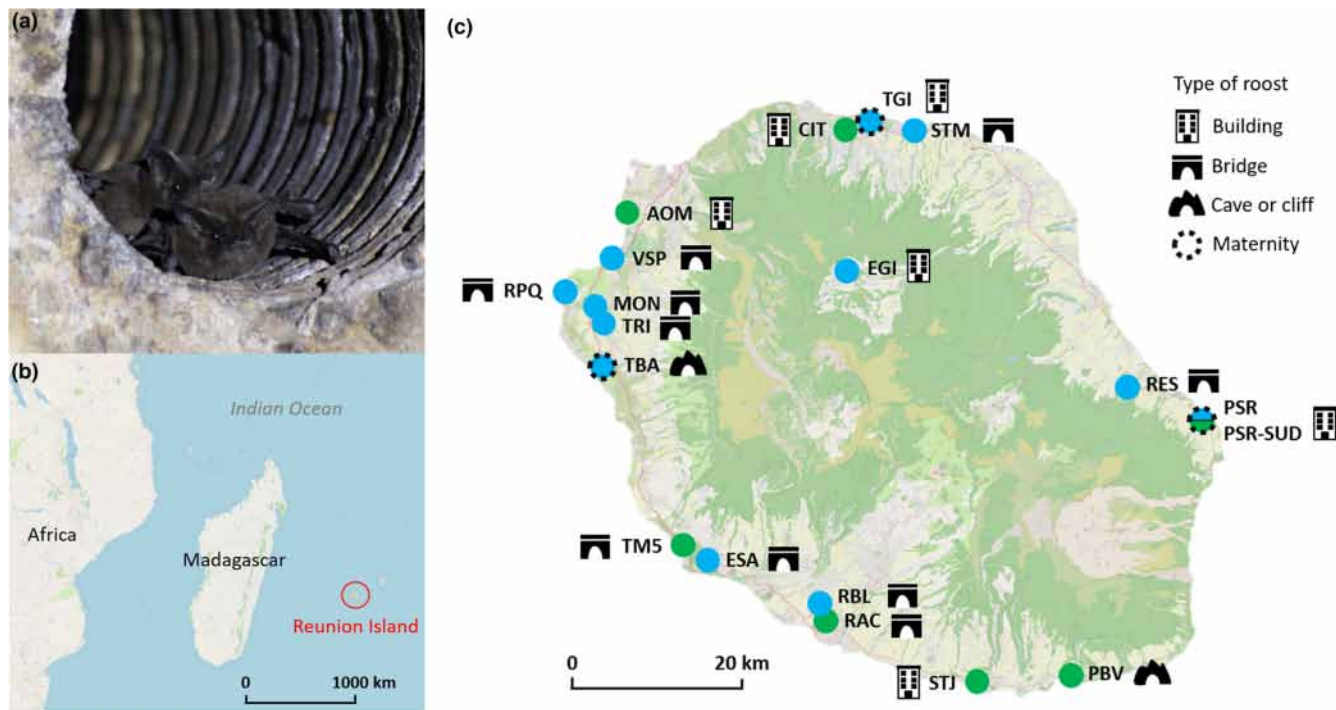 (a)
(b)
Indian Ocean
Africa
Madagascar
Reunion Island
0 1000 km
(c)
Type of roost
Building
Bridge
Cave or cliff
Maternity
TGI
CIT
STM
AOM
VSP
EGI
RPQ
MON
TRI
TBA
RES
PSR
PSR-SUD
TM5
ESA
RBL
RAC
0 20 km
STJ
PBV